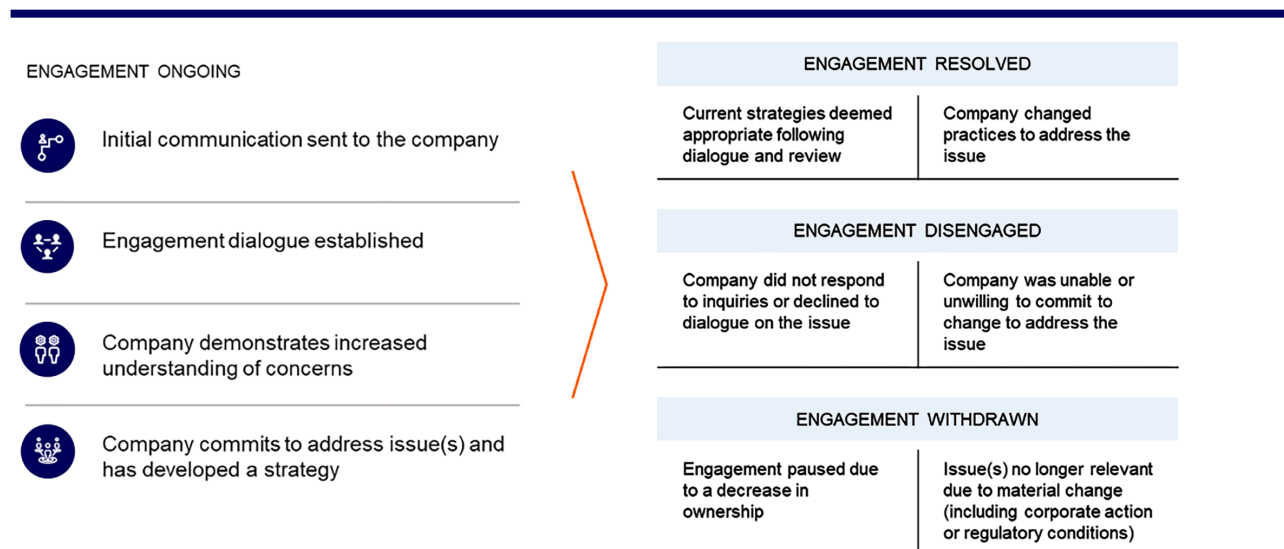 ENGAGEMENT ONGOING
Initial communication sent to the company
Engagement dialogue established
Company demonstrates increased
understanding of concerns
Company commits to address issue(s) and
has developed a strategy
ENGAGEMENT RESOLVED
Current strategies deemed
appropriate following
dialogue and review
Company changed
practices to address the
issue
ENGAGEMENT DISENGAGED
Company did not respond
to inquiries or declined to
dialogue on the issue
Company was unable or
unwilling to commit to
change to address the
issue
ENGAGEMENT WITHDRAWN
Engagement paused due
to a decrease in
ownership
Issue(s) no longer relevant
due to material change
(including corporate action
or regulatory conditions)